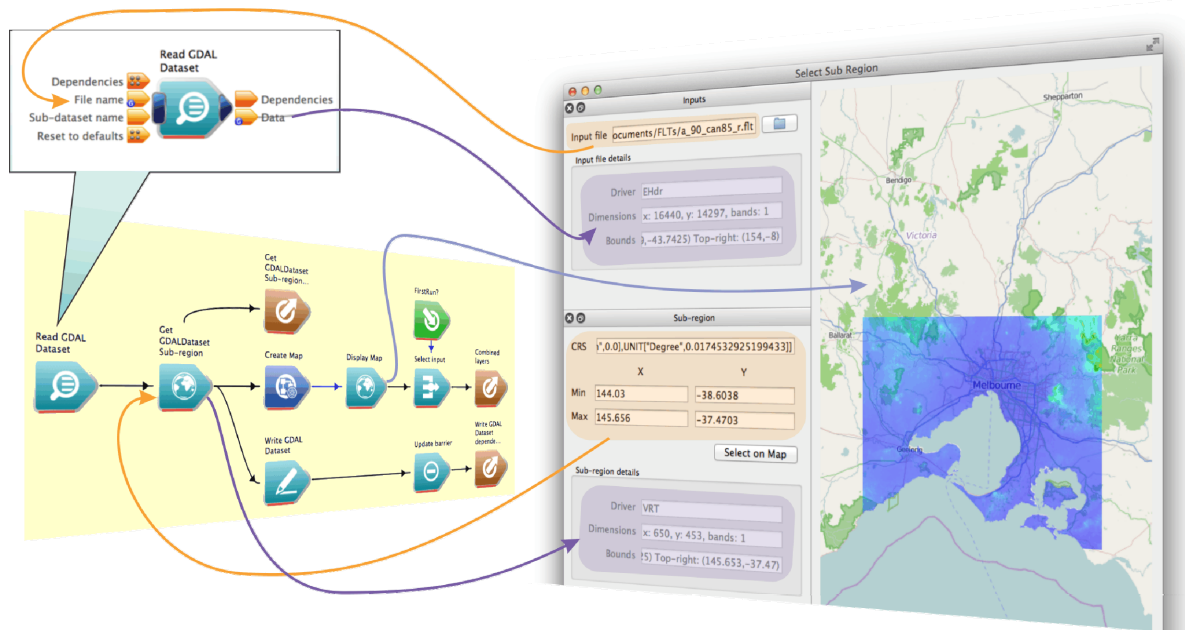 Read GDAL
Dataset
Dependencies
File name
Sub-dataset name
Reset to defaults
Dependencies
Data
Read GDAL
Dataset
Get
GDALDataset
Sub-region
Get
GDALDataset
Sub-region...
Create Map
Display Map
FirstRun?
Select input
Combined
layers
Write GDAL
Dataset
Update barrier
Write GDAL
Dataset
depende...
Select Sub Region
Inputs
Input file ocuments/FLTs/a_90_can85_r.flt
Input file details
Driver EHdr
Dimensions x: 16440, y: 14297, bands: 1
Bounds ),-43.7425) Top-right: (154,-8)
Sub-region
CRS ı",0.0],UNIT["Degree",0.0174532925199433]]
X Y
Min 144.03 -38.6038
Max 145.656 -37.4703
Select on Map
Sub-region details
Driver VRT
Dimensions x: 650, y: 453, bands: 1
Bounds !5) Top-right: (145.653,-37.47)
Shepparton
Bendigo
Victoria
Ballarat
Yarra
Ranges
National
Park
Melbourne
Geelong